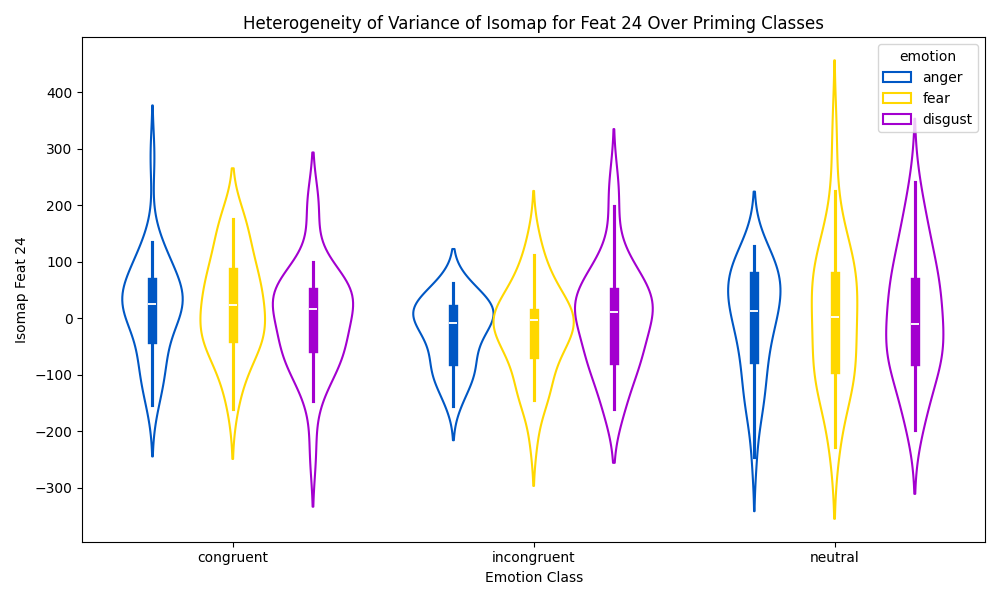 Heterogeneity of Variance of Isomap for Feat 24 Over Priming Classes
emotion
anger
fear
disgust
400
300
200
100
0
−100
−200
−300
Isomap Feat 24
congruent
incongruent
neutral
Emotion Class